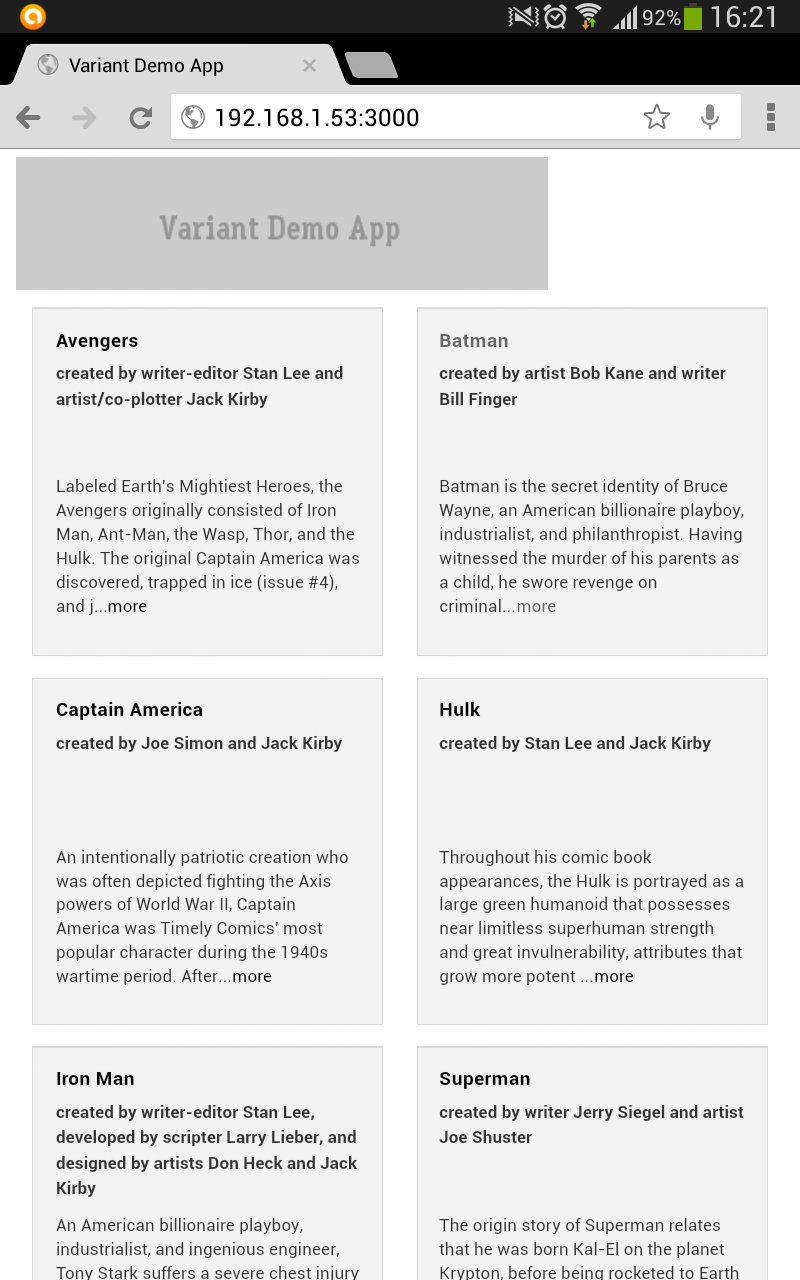 92% 16:21
Variant Demo App
192.168.1.53:3000
Variant Demo App
Avengers
created by writer-editor Stan Lee and
artist/co-plotter Jack Kirby
Labeled Earth's Mightiest Heroes, the
Avengers originally consisted of Iron
Man, Ant-Man, the Wasp, Thor, and the
Hulk. The original Captain America was
discovered, trapped in ice (issue #4),
and j...more
Batman
created by artist Bob Kane and writer
Bill Finger
Batman is the secret identity of Bruce
Wayne, an American billionaire playboy,
industrialist, and philanthropist. Having
witnessed the murder of his parents as
a child, he swore revenge on
criminal...more
Captain America
created by Joe Simon and Jack Kirby
An intentionally patriotic creation who
was often depicted fighting the Axis
powers of World War II, Captain
America was Timely Comics' most
popular character during the 1940s
wartime period. After...more
Hulk
created by Stan Lee and Jack Kirby
Throughout his comic book
appearances, the Hulk is portrayed as a
large green humanoid that possesses
near limitless superhuman strength
and great invulnerability, attributes that
grow more potent ...more
Iron Man
created by writer-editor Stan Lee,
developed by scripter Larry Lieber, and
designed by artists Don Heck and Jack
Kirby
An American billionaire playboy,
industrialist, and ingenious engineer,
Tony Stark suffers a severe chest injury
Superman
created by writer Jerry Siegel and artist
Joe Shuster
The origin story of Superman relates
that he was born Kal-El on the planet
Krypton, before being rocketed to Earth